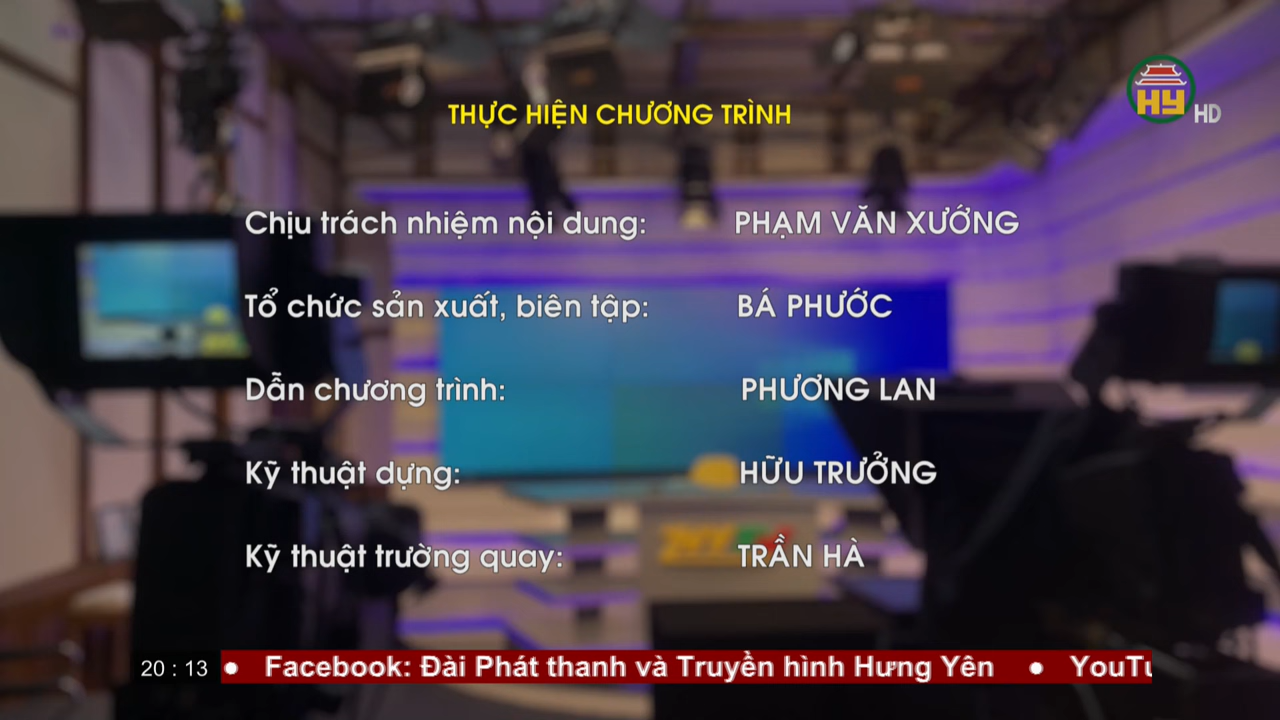 HY HD
THỰC HIỆN CHƯƠNG TRÌNH
Chịu trách nhiệm nội dung: PHẠM VĂN XƯỚNG
Tổ chức sản xuất, biên tập: BÁ PHƯỚC
Dẫn chương trình: PHƯƠNG LAN
Kỹ thuật dựng: HỮU TRƯỞNG
Kỹ thuật trường quay: TRẦN HÀ
20 : 13 ● Facebook: Đài Phát thanh và Truyền hình Hưng Yên ● YouTu